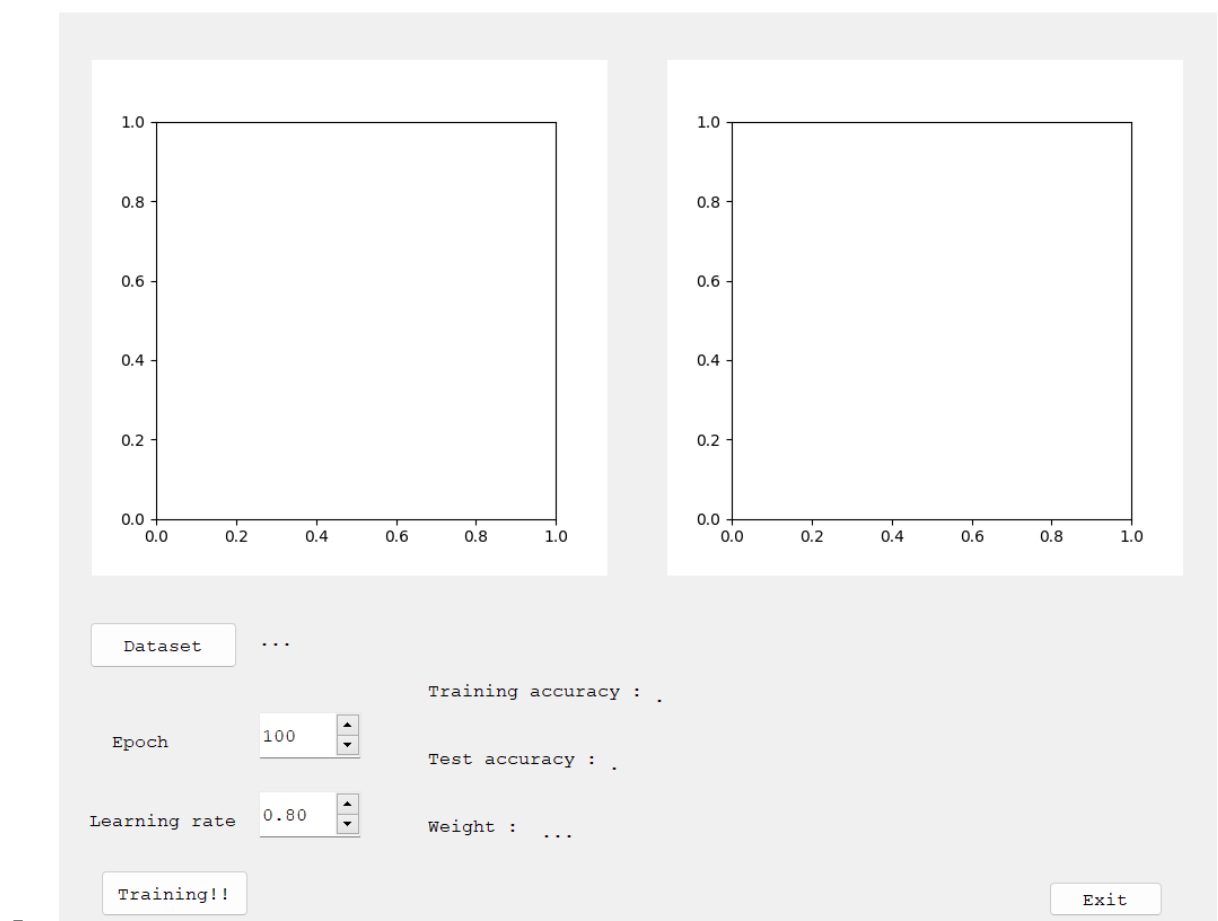 1.0
0.8
0.6
0.4
0.2
0.0
0.0 0.2 0.4 0.6 0.8 1.0
1.0
0.8
0.6
0.4
0.2
0.0
0.0 0.2 0.4 0.6 0.8 1.0
Dataset ...
Training accuracy : .
Epoch 100
Test accuracy : .
Learning rate 0.80
Weight : ...
Training!!
Exit